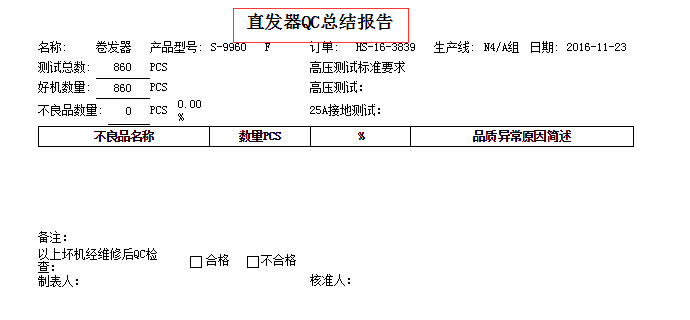 直发器QC总结报告
名称: 卷发器 产品型号: S-9960 F 订单: HS-16-3839 生产线: N4/A组 日期: 2016-11-23
测试总数: 860 PCS 高压测试标准要求
好机数量: 860 PCS 高压测试:
不良品数量: 0 PCS 0.00 % 25A接地测试:
不良品名称 数量PCS % 品质异常原因简述
备注:
以上坏机经维修后QC检查: 合格 不合格
制表人: 核准人: